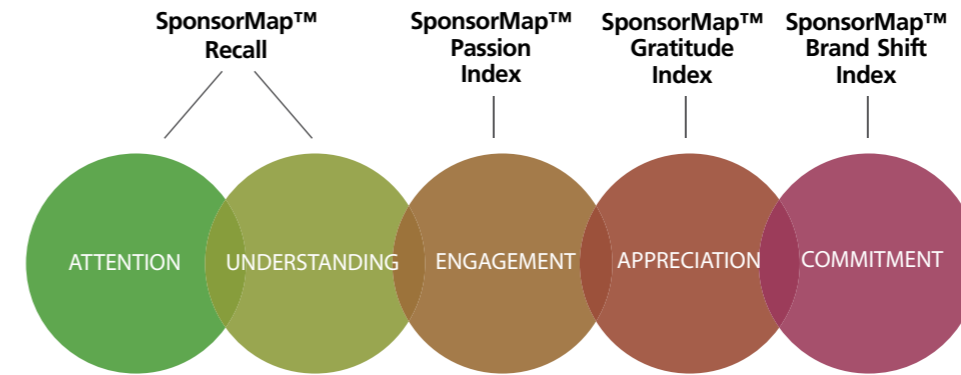 SponsorMap™
Recall
SponsorMap™
Passion
Index
SponsorMap™
Gratitude
Index
SponsorMap™
Brand Shift
Index
ATTENTION
UNDERSTANDING
ENGAGEMENT
APPRECIATION
COMMITMENT